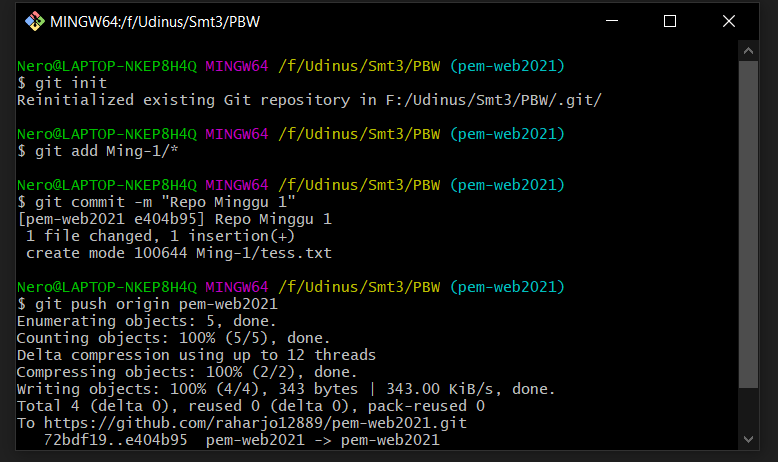 MINGW64:/f/Udinus/Smt3/PBW
Nero@LAPTOP-NKEP8H4Q MINGW64 /f/Udinus/Smt3/PBW (pem-web2021)
$ git init
Reinitialized existing Git repository in F:/Udinus/Smt3/PBW/.git/
Nero@LAPTOP-NKEP8H4Q MINGW64 /f/Udinus/Smt3/PBW (pem-web2021)
$ git add Ming-1/*
Nero@LAPTOP-NKEP8H4Q MINGW64 /f/Udinus/Smt3/PBW (pem-web2021)
$ git commit -m "Repo Minggu 1"
[pem-web2021 e404b95] Repo Minggu 1
 1 file changed, 1 insertion(+)
 create mode 100644 Ming-1/tess.txt
Nero@LAPTOP-NKEP8H4Q MINGW64 /f/Udinus/Smt3/PBW (pem-web2021)
$ git push origin pem-web2021
Enumerating objects: 5, done.
Counting objects: 100% (5/5), done.
Delta compression using up to 12 threads
Compressing objects: 100% (2/2), done.
Writing objects: 100% (4/4), 343 bytes | 343.00 KiB/s, done.
Total 4 (delta 0), reused 0 (delta 0), pack-reused 0
To https://github.com/raharjo12889/pem-web2021.git
   72bdf19..e404b95  pem-web2021 -> pem-web2021